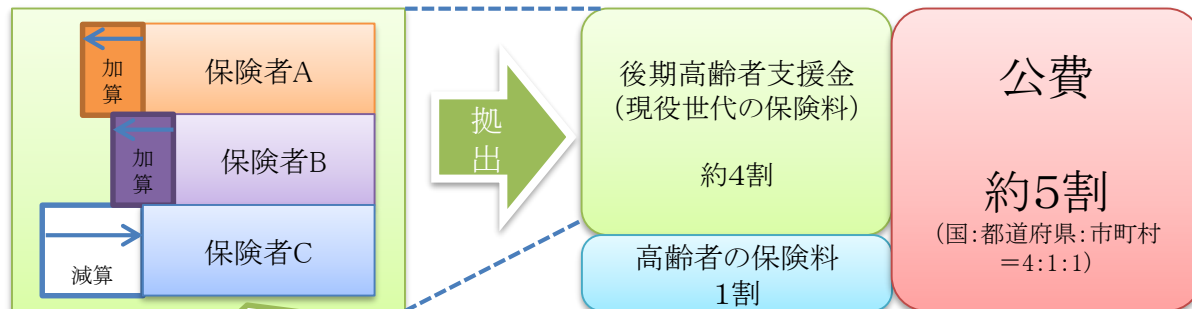 加
算
保険者A
加
算
保険者B
減算
保険者C
拠
出
後期高齢者支援金
(現役世代の保険料)
約4割
高齢者の保険料
1割
公費
約5割
(国:都道府県:市町村
=4:1:1)